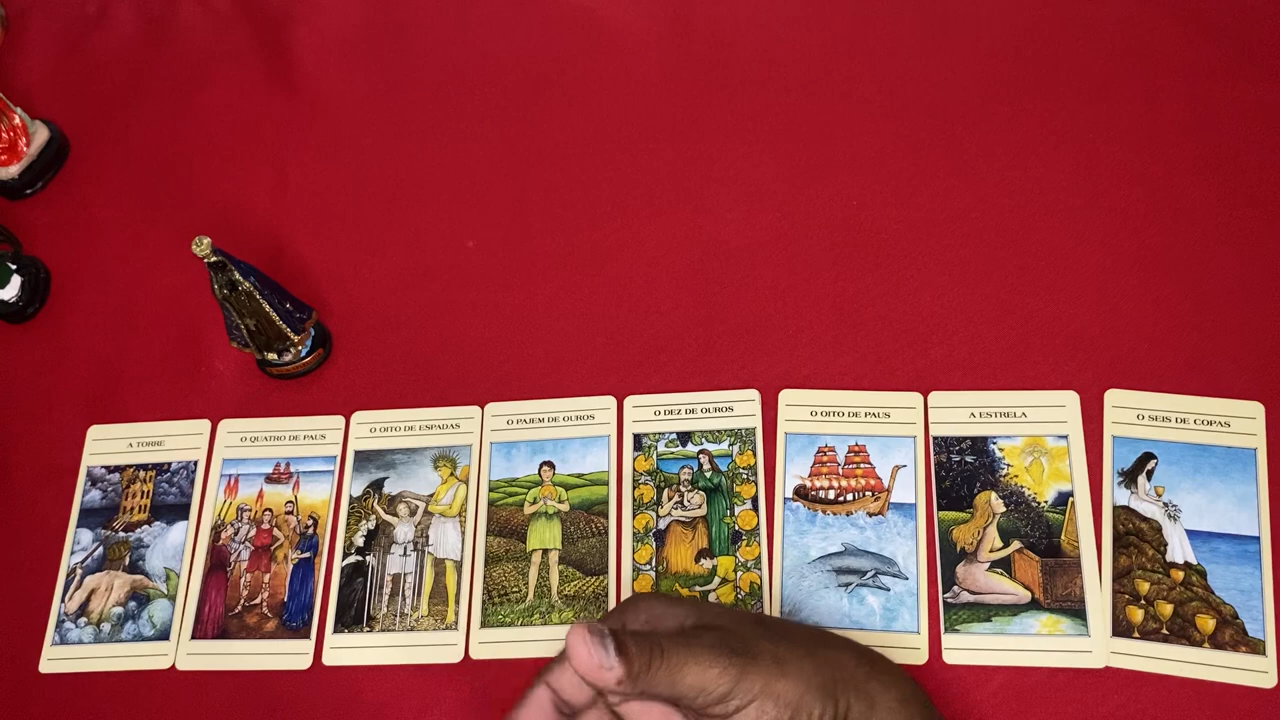 A TORRE
O QUATRO DE PAUS
O OITO DE ESPADAS
O PAJEM DE OUROS
O DEZ DE OUROS
O OITO DE PAUS
A ESTRELA
O SEIS DE COPAS